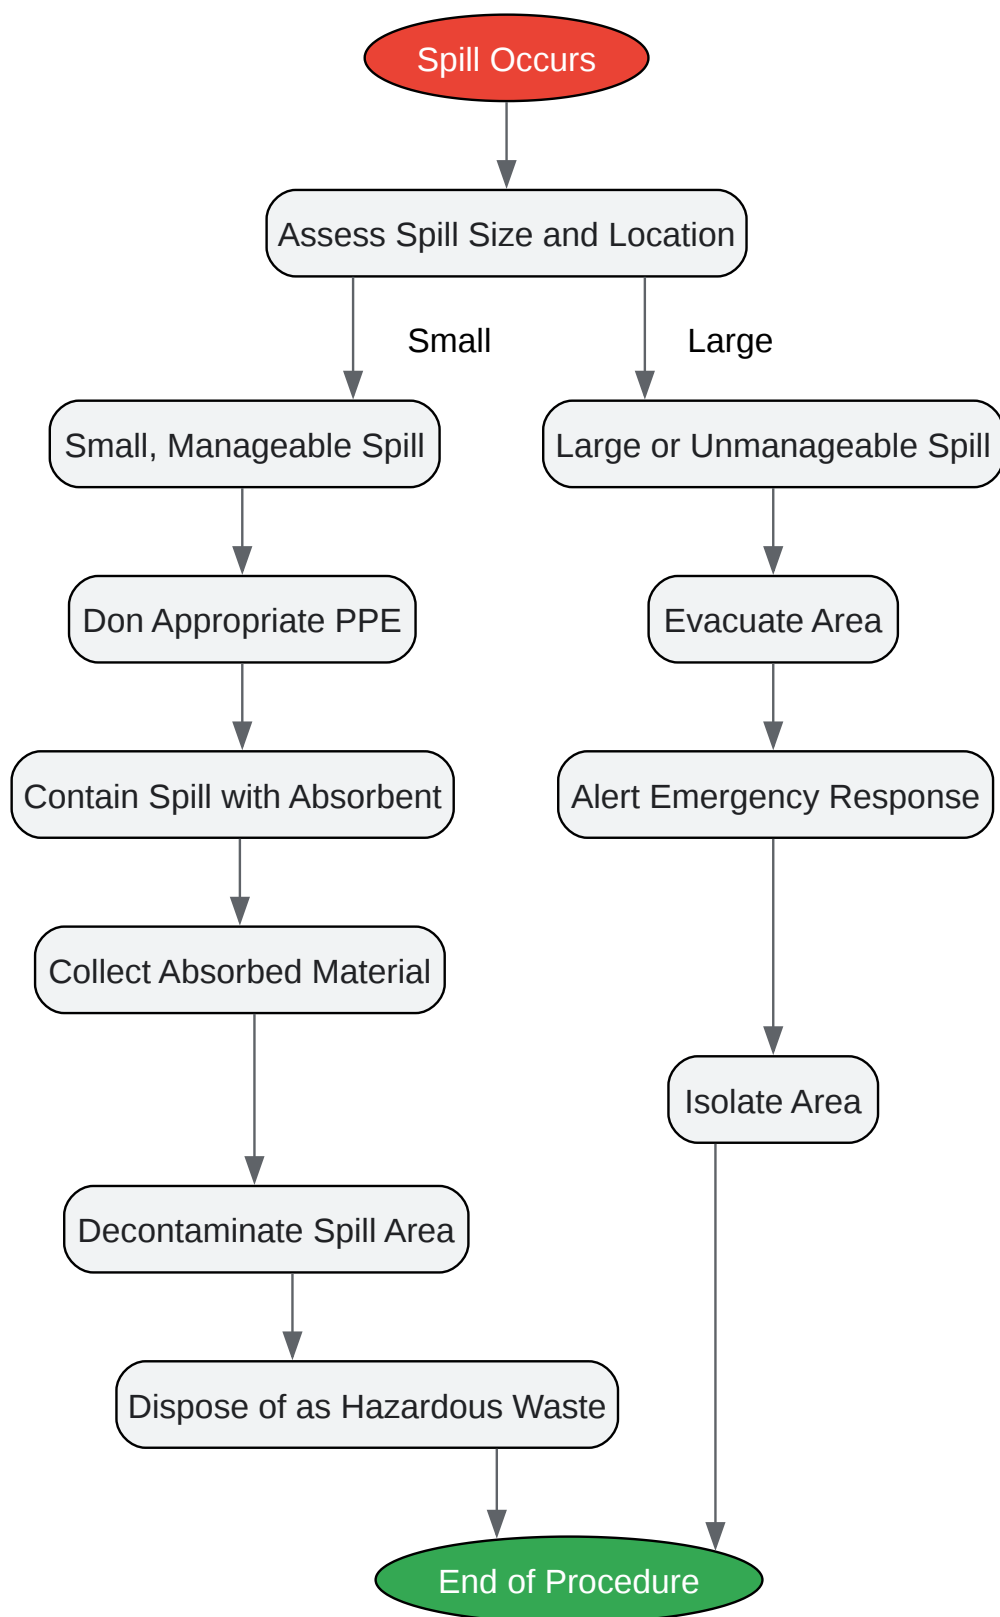 Spill Occurs
Assess Spill Size and Location
Small
Large
Small, Manageable Spill
Large or Unmanageable Spill
Don Appropriate PPE
Evacuate Area
Contain Spill with Absorbent
Alert Emergency Response
Collect Absorbed Material
Isolate Area
Decontaminate Spill Area
Dispose of as Hazardous Waste
End of Procedure